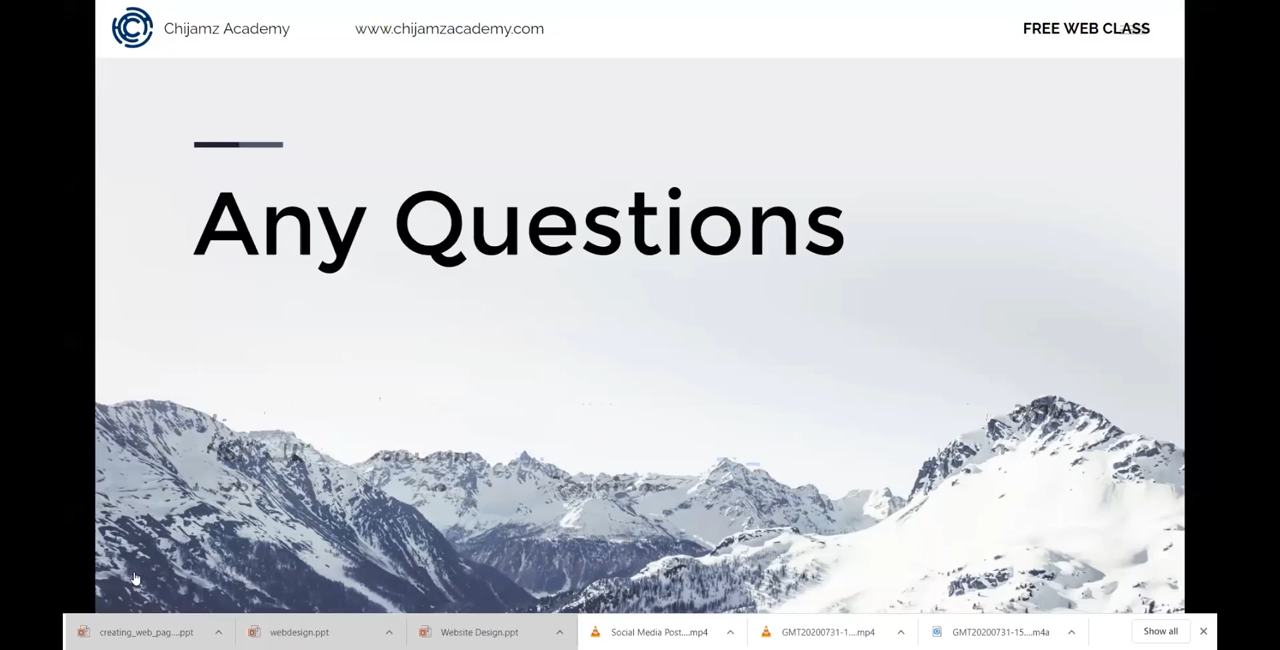 Chijamz Academy
www.chijamzacademy.com
FREE WEB CLASS
Any Questions
creating_web_pag....ppt
webdesign.ppt
Website Design.ppt
Social Media Post....mp4
GMT20200731-1....mp4
GMT20200731-15....m4a
Show all